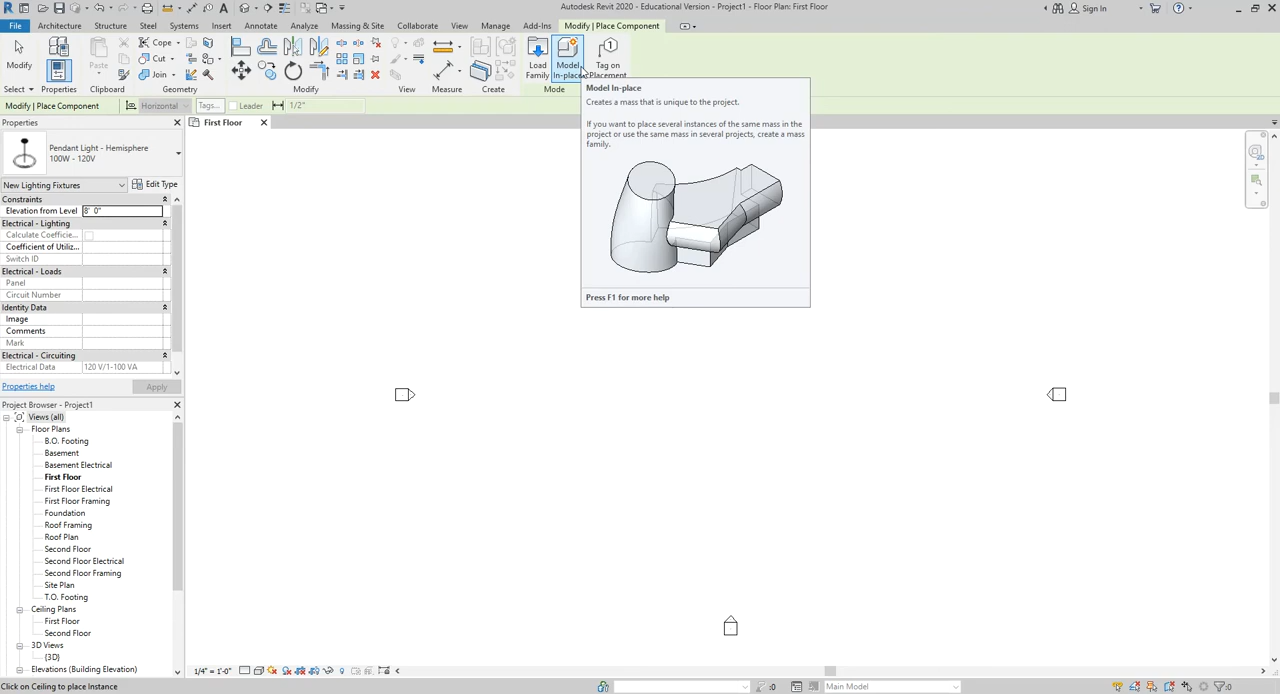 Autodesk Revit 2020 - Educational Version - Project1 - Floor Plan: First Floor
Sign In
File Architecture Structure Steel Systems Insert Annotate Analyze Massing & Site Collaborate View Manage Add-Ins Modify | Place Component
Modify
Paste
Cope
Cut
Join
Load Family
Model In-place
Tag on Placement
Select Properties Clipboard Geometry Modify View Measure Create Mode
Modify | Place Component Horizontal Tags... Leader 1/2"
Model In-place
Creates a mass that is unique to the project.
If you want to place several instances of the same mass in the
project or use the same mass in several projects, create a mass
family.
Press F1 for more help
Properties
First Floor
Pendant Light - Hemisphere
100W - 120V
New Lighting Fixtures Edit Type
Constraints
Elevation from Level 8' 0"
Electrical - Lighting
Calculate Coefficie...
Coefficient of Utiliz...
Switch ID
Electrical - Loads
Panel
Circuit Number
Identity Data
Image
Comments
Mark
Electrical - Circuiting
Electrical Data 120 V/1-100 VA
Properties help Apply
Project Browser - Project1
Views (all)
Floor Plans
B.O. Footing
Basement
Basement Electrical
First Floor
First Floor Electrical
First Floor Framing
Foundation
Roof Framing
Roof Plan
Second Floor
Second Floor Electrical
Second Floor Framing
Site Plan
T.O. Footing
Ceiling Plans
First Floor
Second Floor
3D Views
{3D}
Elevations (Building Elevation)
1/4" = 1'-0"
Click on Ceiling to place Instance
:0
Main Model
:0